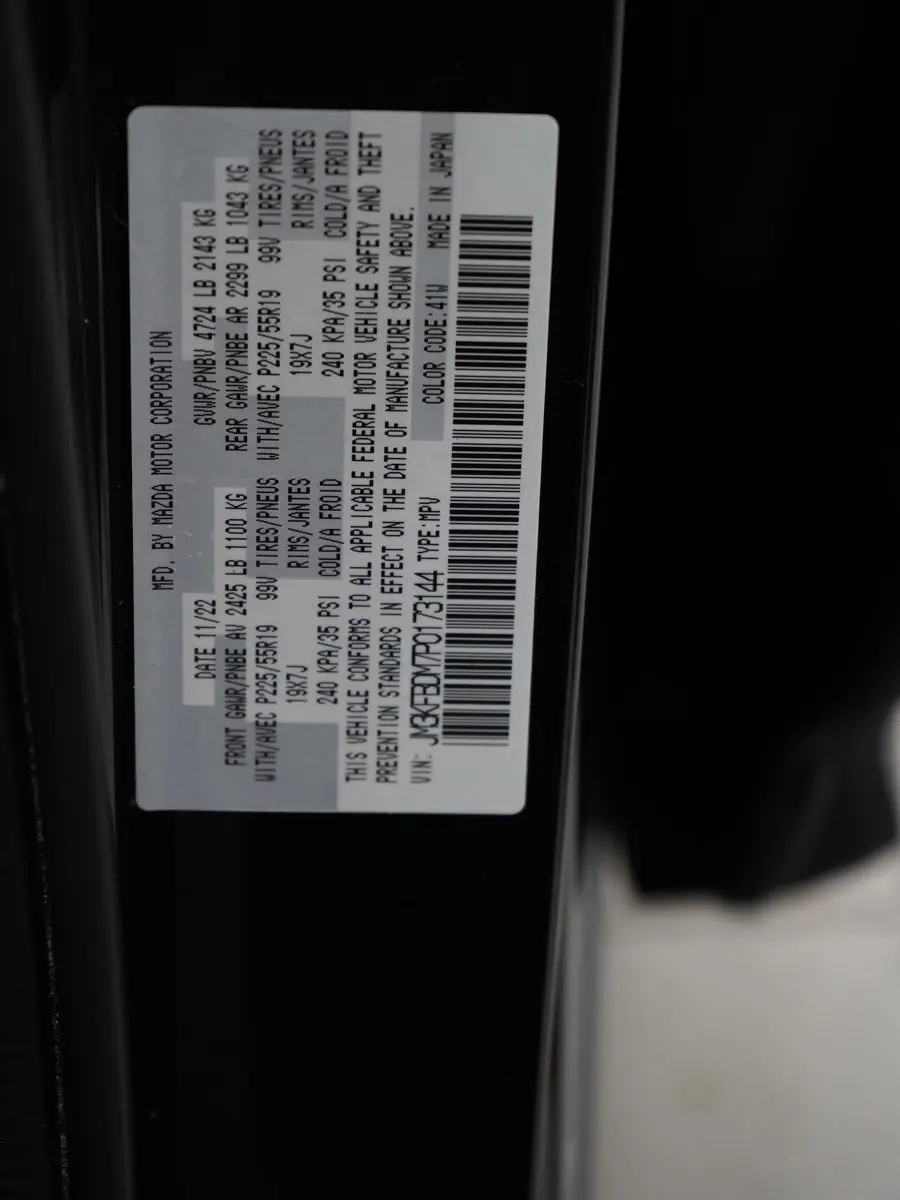 MFD. BY MAZDA MOTOR CORPORATION
DATE 11/22 GVWR/PNBV 4724 LB 2143 KG
FRONT GAWR/PNBE AV 2425 LB 1100 KG REAR GAWR/PNBE AR 2299 LB 1043 KG
WITH/AVEC P225/55R19 99V TIRES/PNEUS WITH/AVEC P225/55R19 99V TIRES/PNEUS
19X7J RIMS/JANTES 19X7J RIMS/JANTES
240 KPA/35 PSI COLD/A FROID 240 KPA/35 PSI COLD/A FROID
THIS VEHICLE CONFORMS TO ALL APPLICABLE FEDERAL MOTOR VEHICLE SAFETY AND THEFT
PREVENTION STANDARDS IN EFFECT ON THE DATE OF MANUFACTURE SHOWN ABOVE.
VIN: JM3KFBDM7P0173144 TYPE:MPV COLOR CODE:41W MADE IN JAPAN